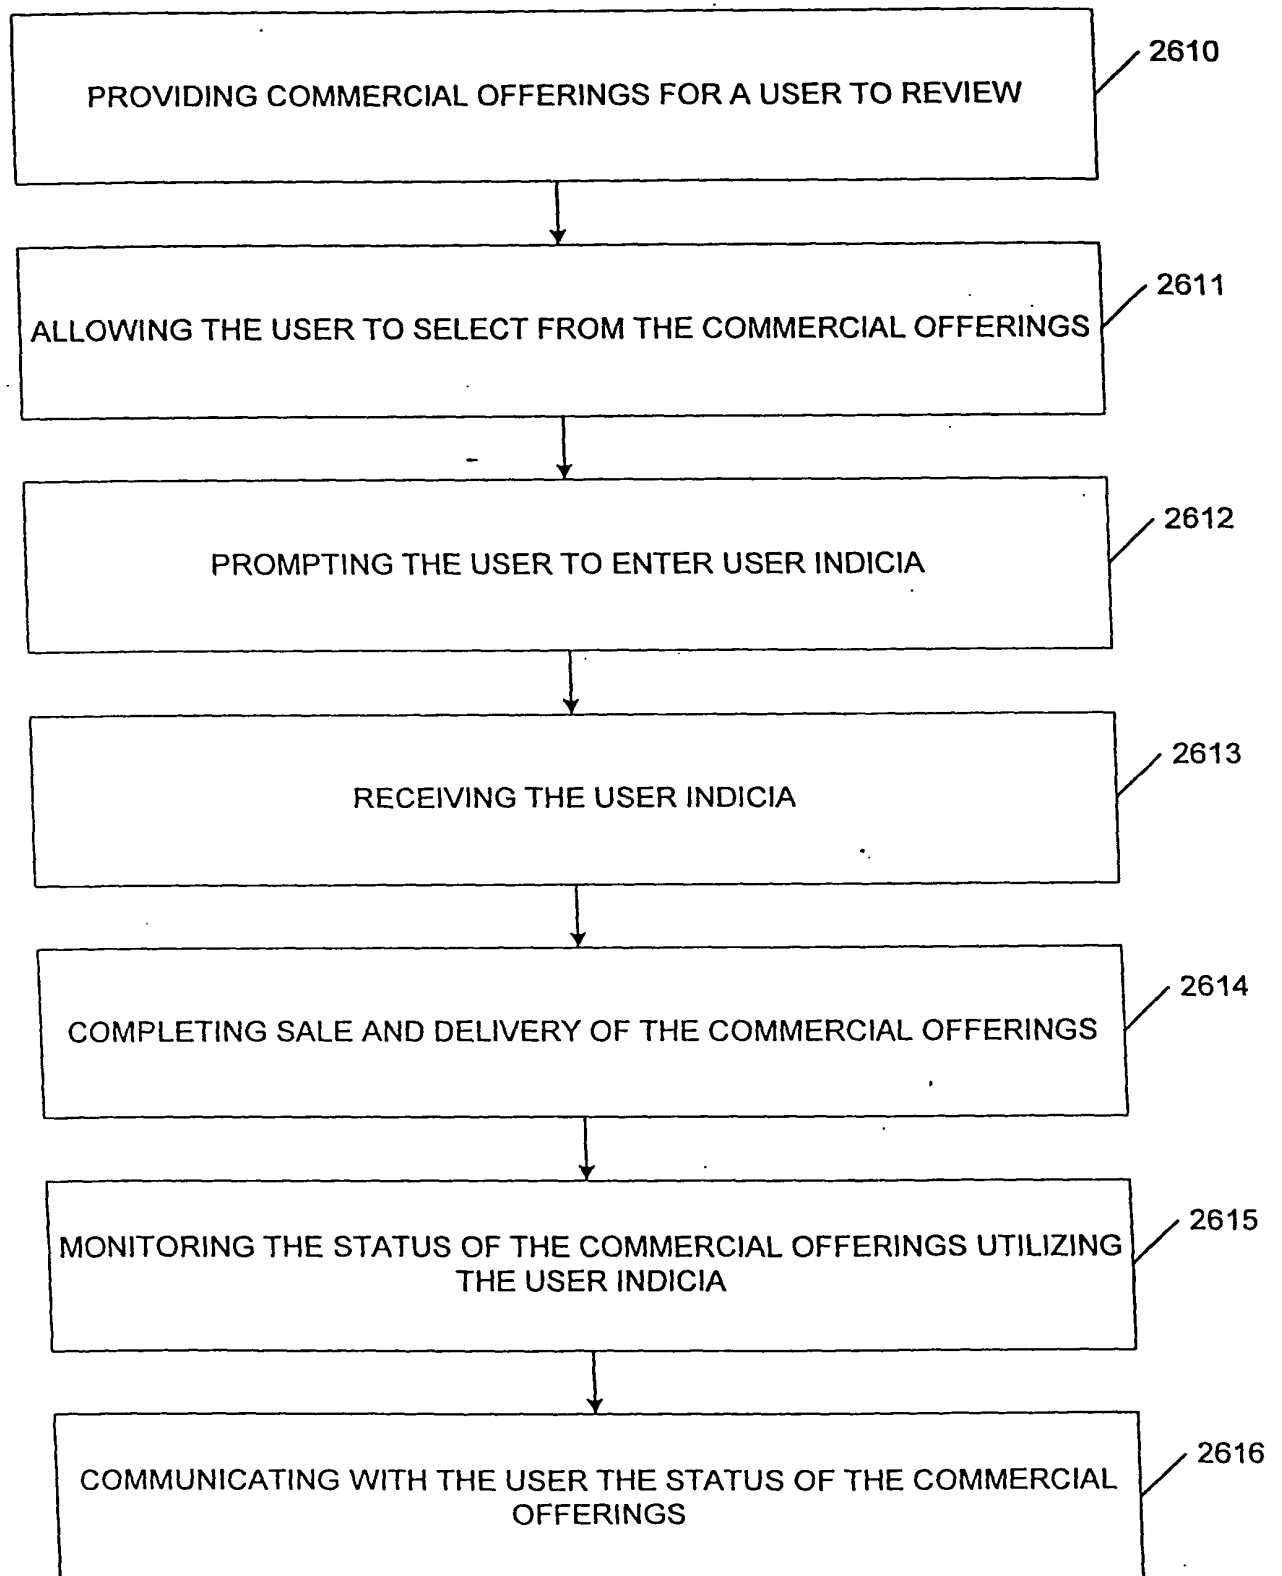 2610
PROVIDING COMMERCIAL OFFERINGS FOR A USER TO REVIEW
2611
ALLOWING THE USER TO SELECT FROM THE COMMERCIAL OFFERINGS
2612
PROMPTING THE USER TO ENTER USER INDICIA
2613
RECEIVING THE USER INDICIA
2614
COMPLETING SALE AND DELIVERY OF THE COMMERCIAL OFFERINGS
2615
MONITORING THE STATUS OF THE COMMERCIAL OFFERINGS UTILIZING
THE USER INDICIA
2616
COMMUNICATING WITH THE USER THE STATUS OF THE COMMERCIAL
OFFERINGS